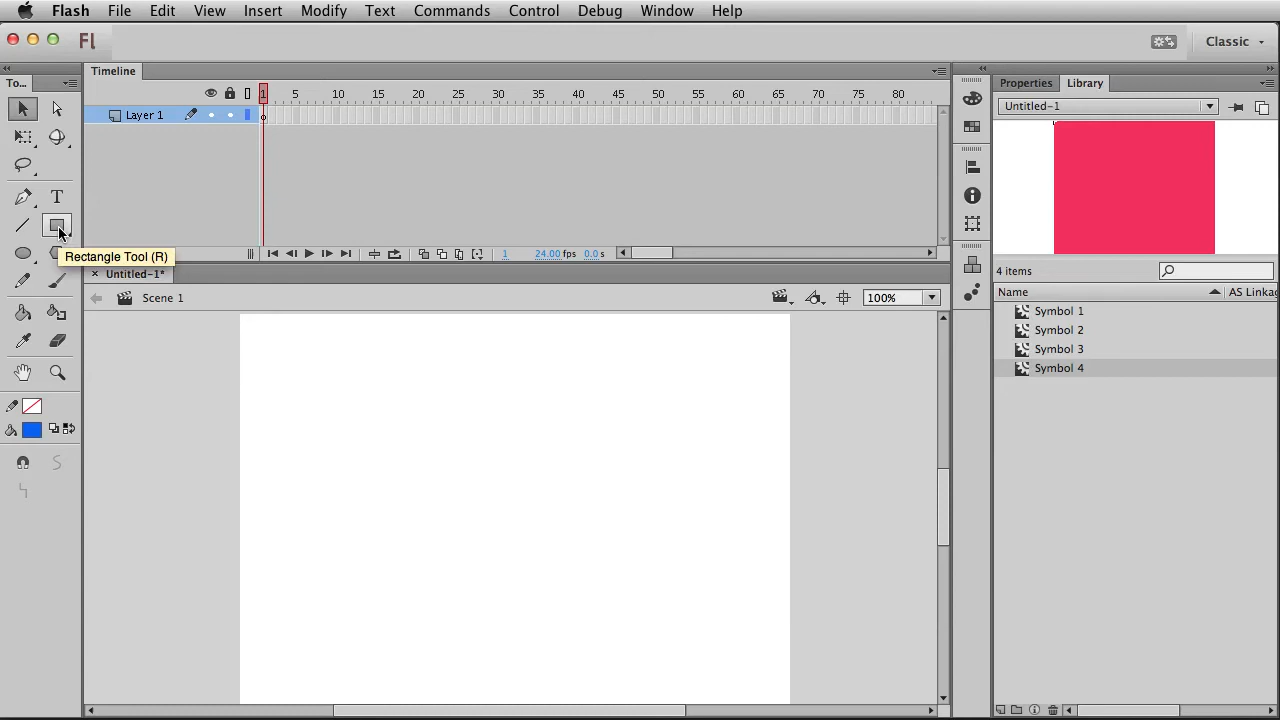 Flash File Edit View Insert Modify Text Commands Control Debug Window Help
Fl Classic
To... Timeline Properties Library
1 5 10 15 20 25 30 35 40 45 50 55 60 65 70 75 80
Untitled-1
Layer 1
T
Rectangle Tool (R)
1 24.00 fps 0.0 s
Untitled-1*
4 items
Scene 1 100%
Name AS Linkag
Symbol 1
Symbol 2
Symbol 3
Symbol 4